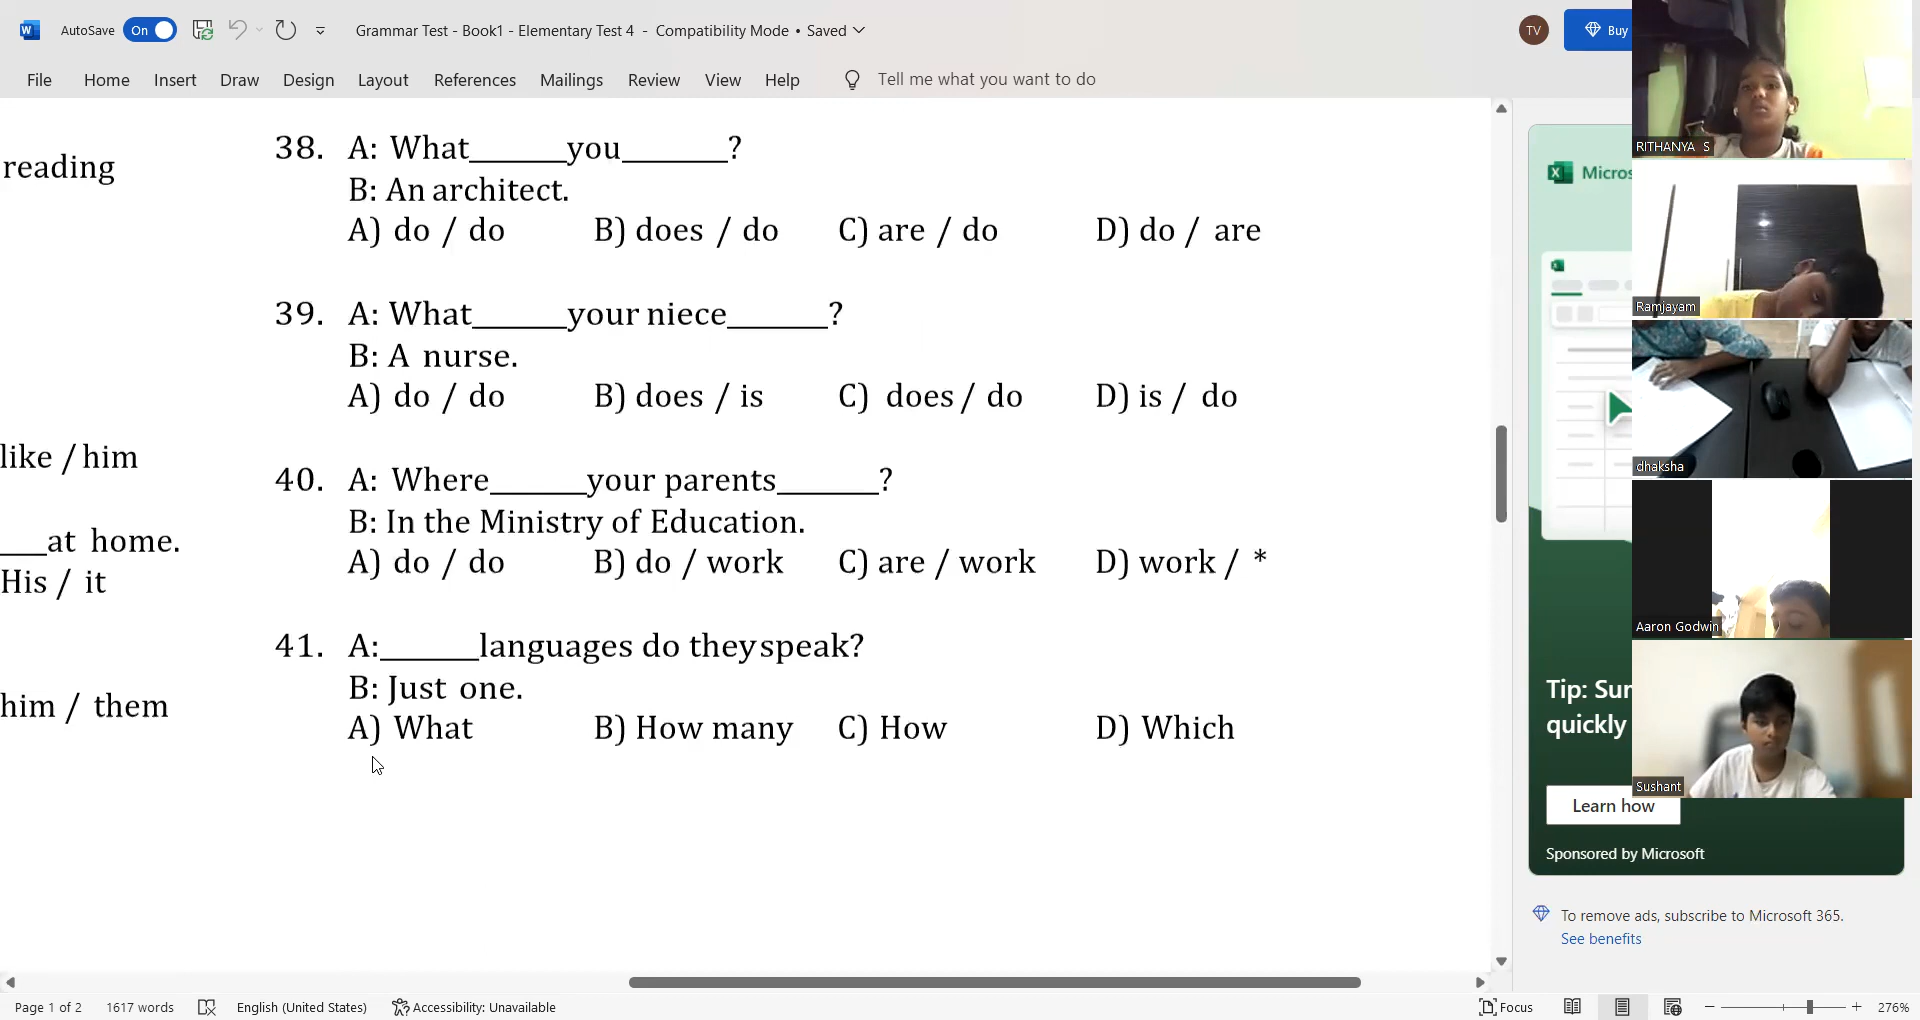 AutoSave On Grammar Test - Book1 - Elementary Test 4 - Compatibility Mode • Saved TV Buy
File Home Insert Draw Design Layout References Mailings Review View Help Tell me what you want to do
reading
like / him
___at home.
His / it
him / them
38. A: What_______you_______?
B: An architect.
A) do / do B) does / do C) are / do D) do / are
39. A: What_______your niece_______?
B: A nurse.
A) do / do B) does / is C) does / do D) is / do
40. A: Where_______your parents_______?
B: In the Ministry of Education.
A) do / do B) do / work C) are / work D) work / *
41. A:_______languages do they speak?
B: Just one.
A) What B) How many C) How D) Which
RITHANYA S
Ramjayam
dhaksha
Aaron Godwin
Sushant
Tip:
quickly
Learn how
Sponsored by Microsoft
To remove ads, subscribe to Microsoft 365.
See benefits
Page 1 of 2 1617 words English (United States) Accessibility: Unavailable Focus 276%